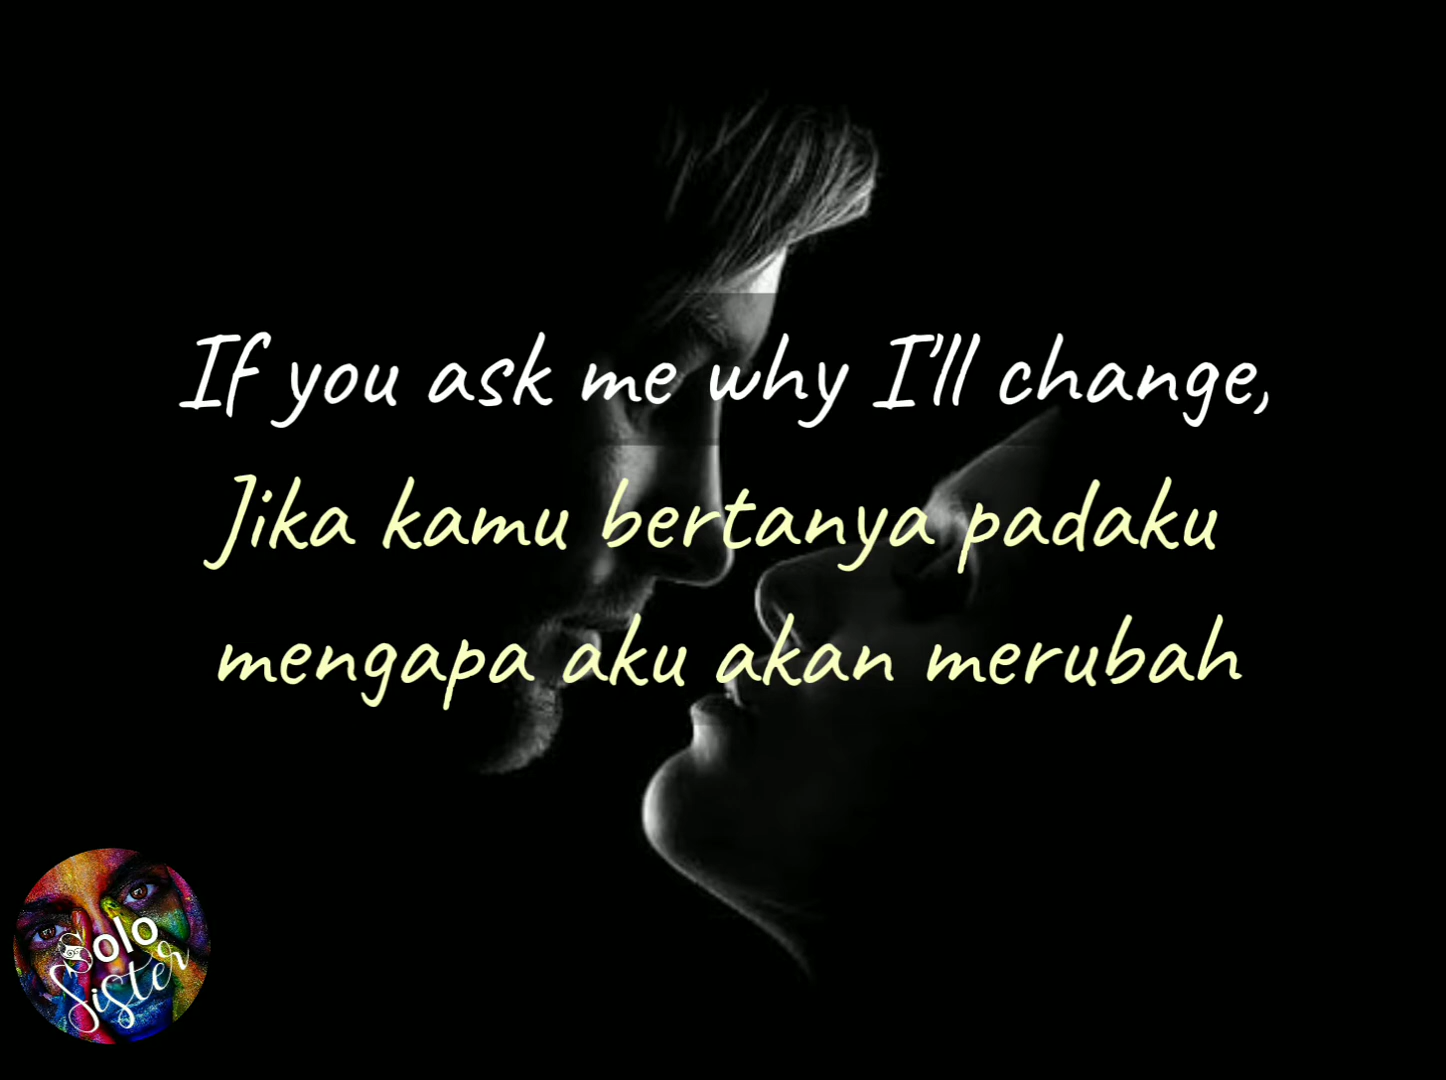 If you ask me why I'll change,
Jika kamu bertanya padaku
mengapa aku akan merubah
Solo
Sister